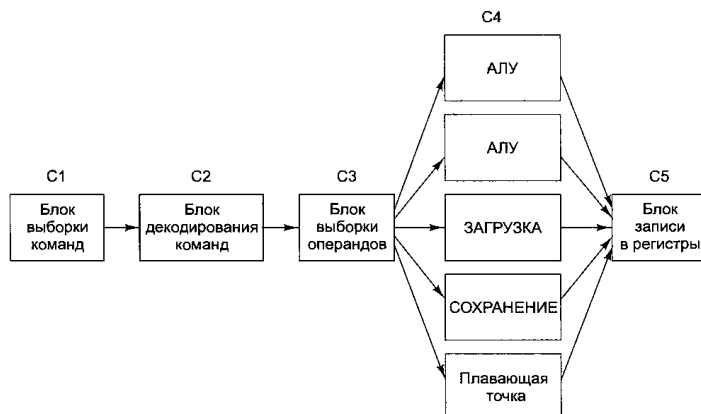 C4
АЛУ
АЛУ
C1
C2
C3
C5
Блок
выборки
команд
Блок
декодирования
команд
Блок
выборки
операндов
ЗАГРУЗКА
Блок
записи
в регистры
СОХРАНЕНИЕ
Плавающая
точка